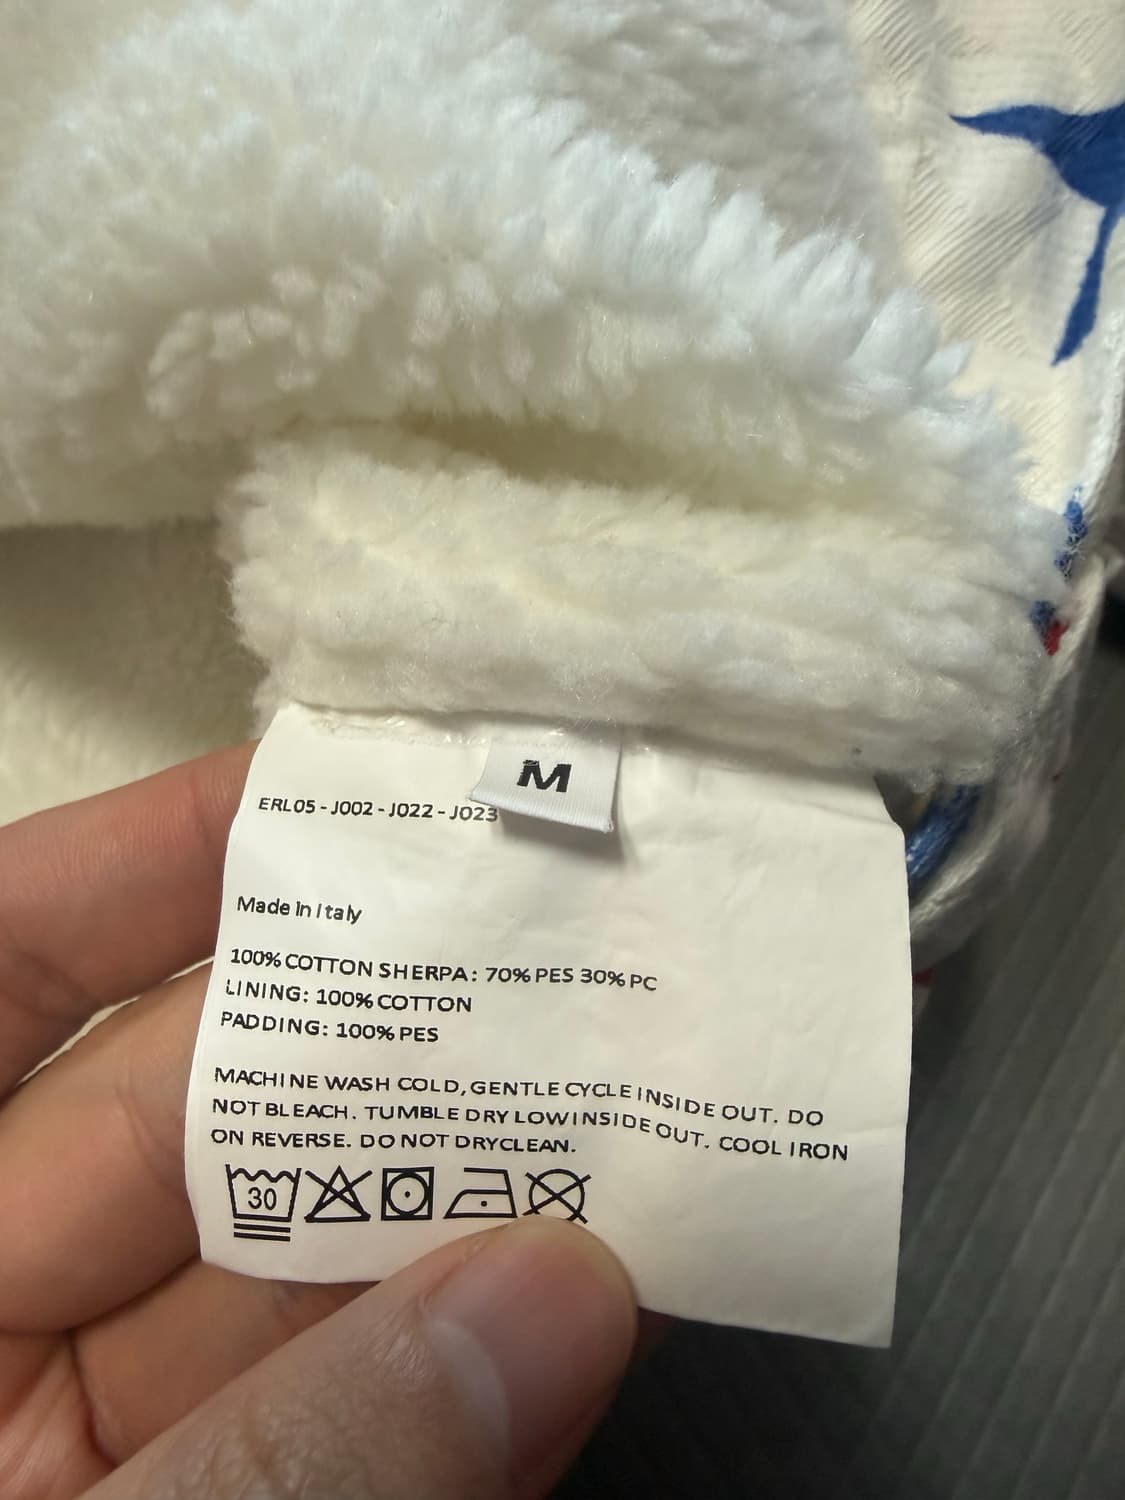 M
ERL05 - J002 - J022 - J023
Made in Italy
100% COTTON SHERPA: 70% PES 30% PC
LINING: 100% COTTON
PADDING: 100% PES
MACHINE WASH COLD, GENTLE CYCLE INSIDE OUT. DO
NOT BLEACH. TUMBLE DRY LOW INSIDE OUT. COOL IRON
ON REVERSE. DO NOT DRYCLEAN.
30